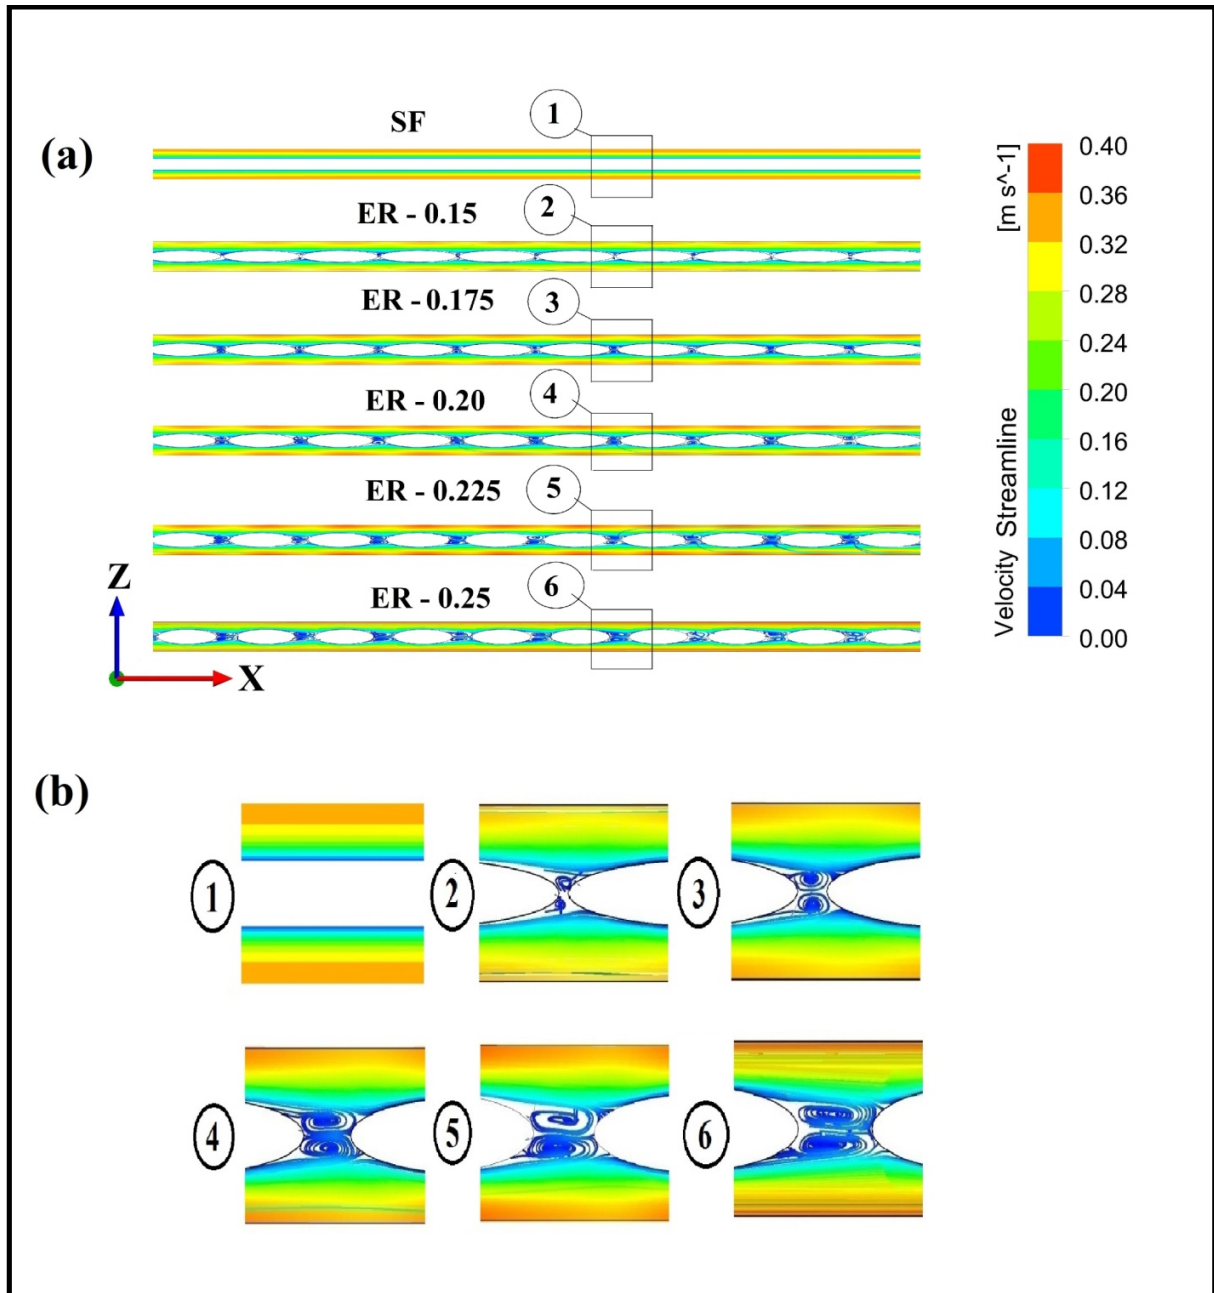 (a)
SF
1
ER - 0.15
2
ER - 0.175
3
ER - 0.20
4
ER - 0.225
5
ER - 0.25
6
Z
X
[m s^-1]
Velocity Streamline
0.40
0.36
0.32
0.28
0.24
0.20
0.16
0.12
0.08
0.04
0.00
(b)
1
2
3
4
5
6